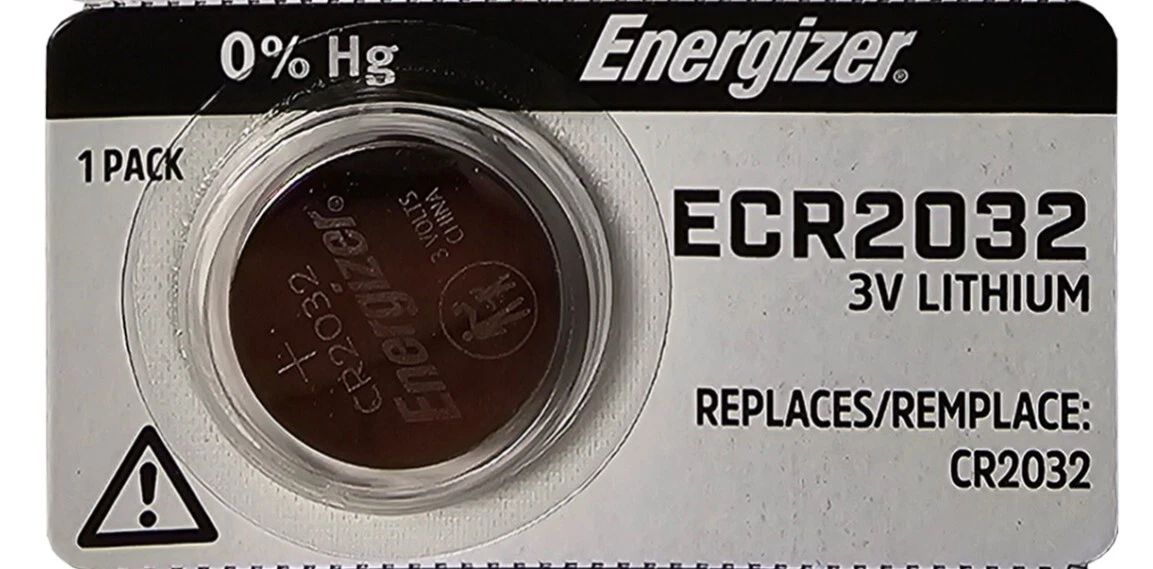 0% Hg
Energizer®
1 PACK
ECR2032
3V LITHIUM
REPLACES/REMPLACE:
CR2032
+
CR2032
Energizer®
3 VOLTS
CHINA